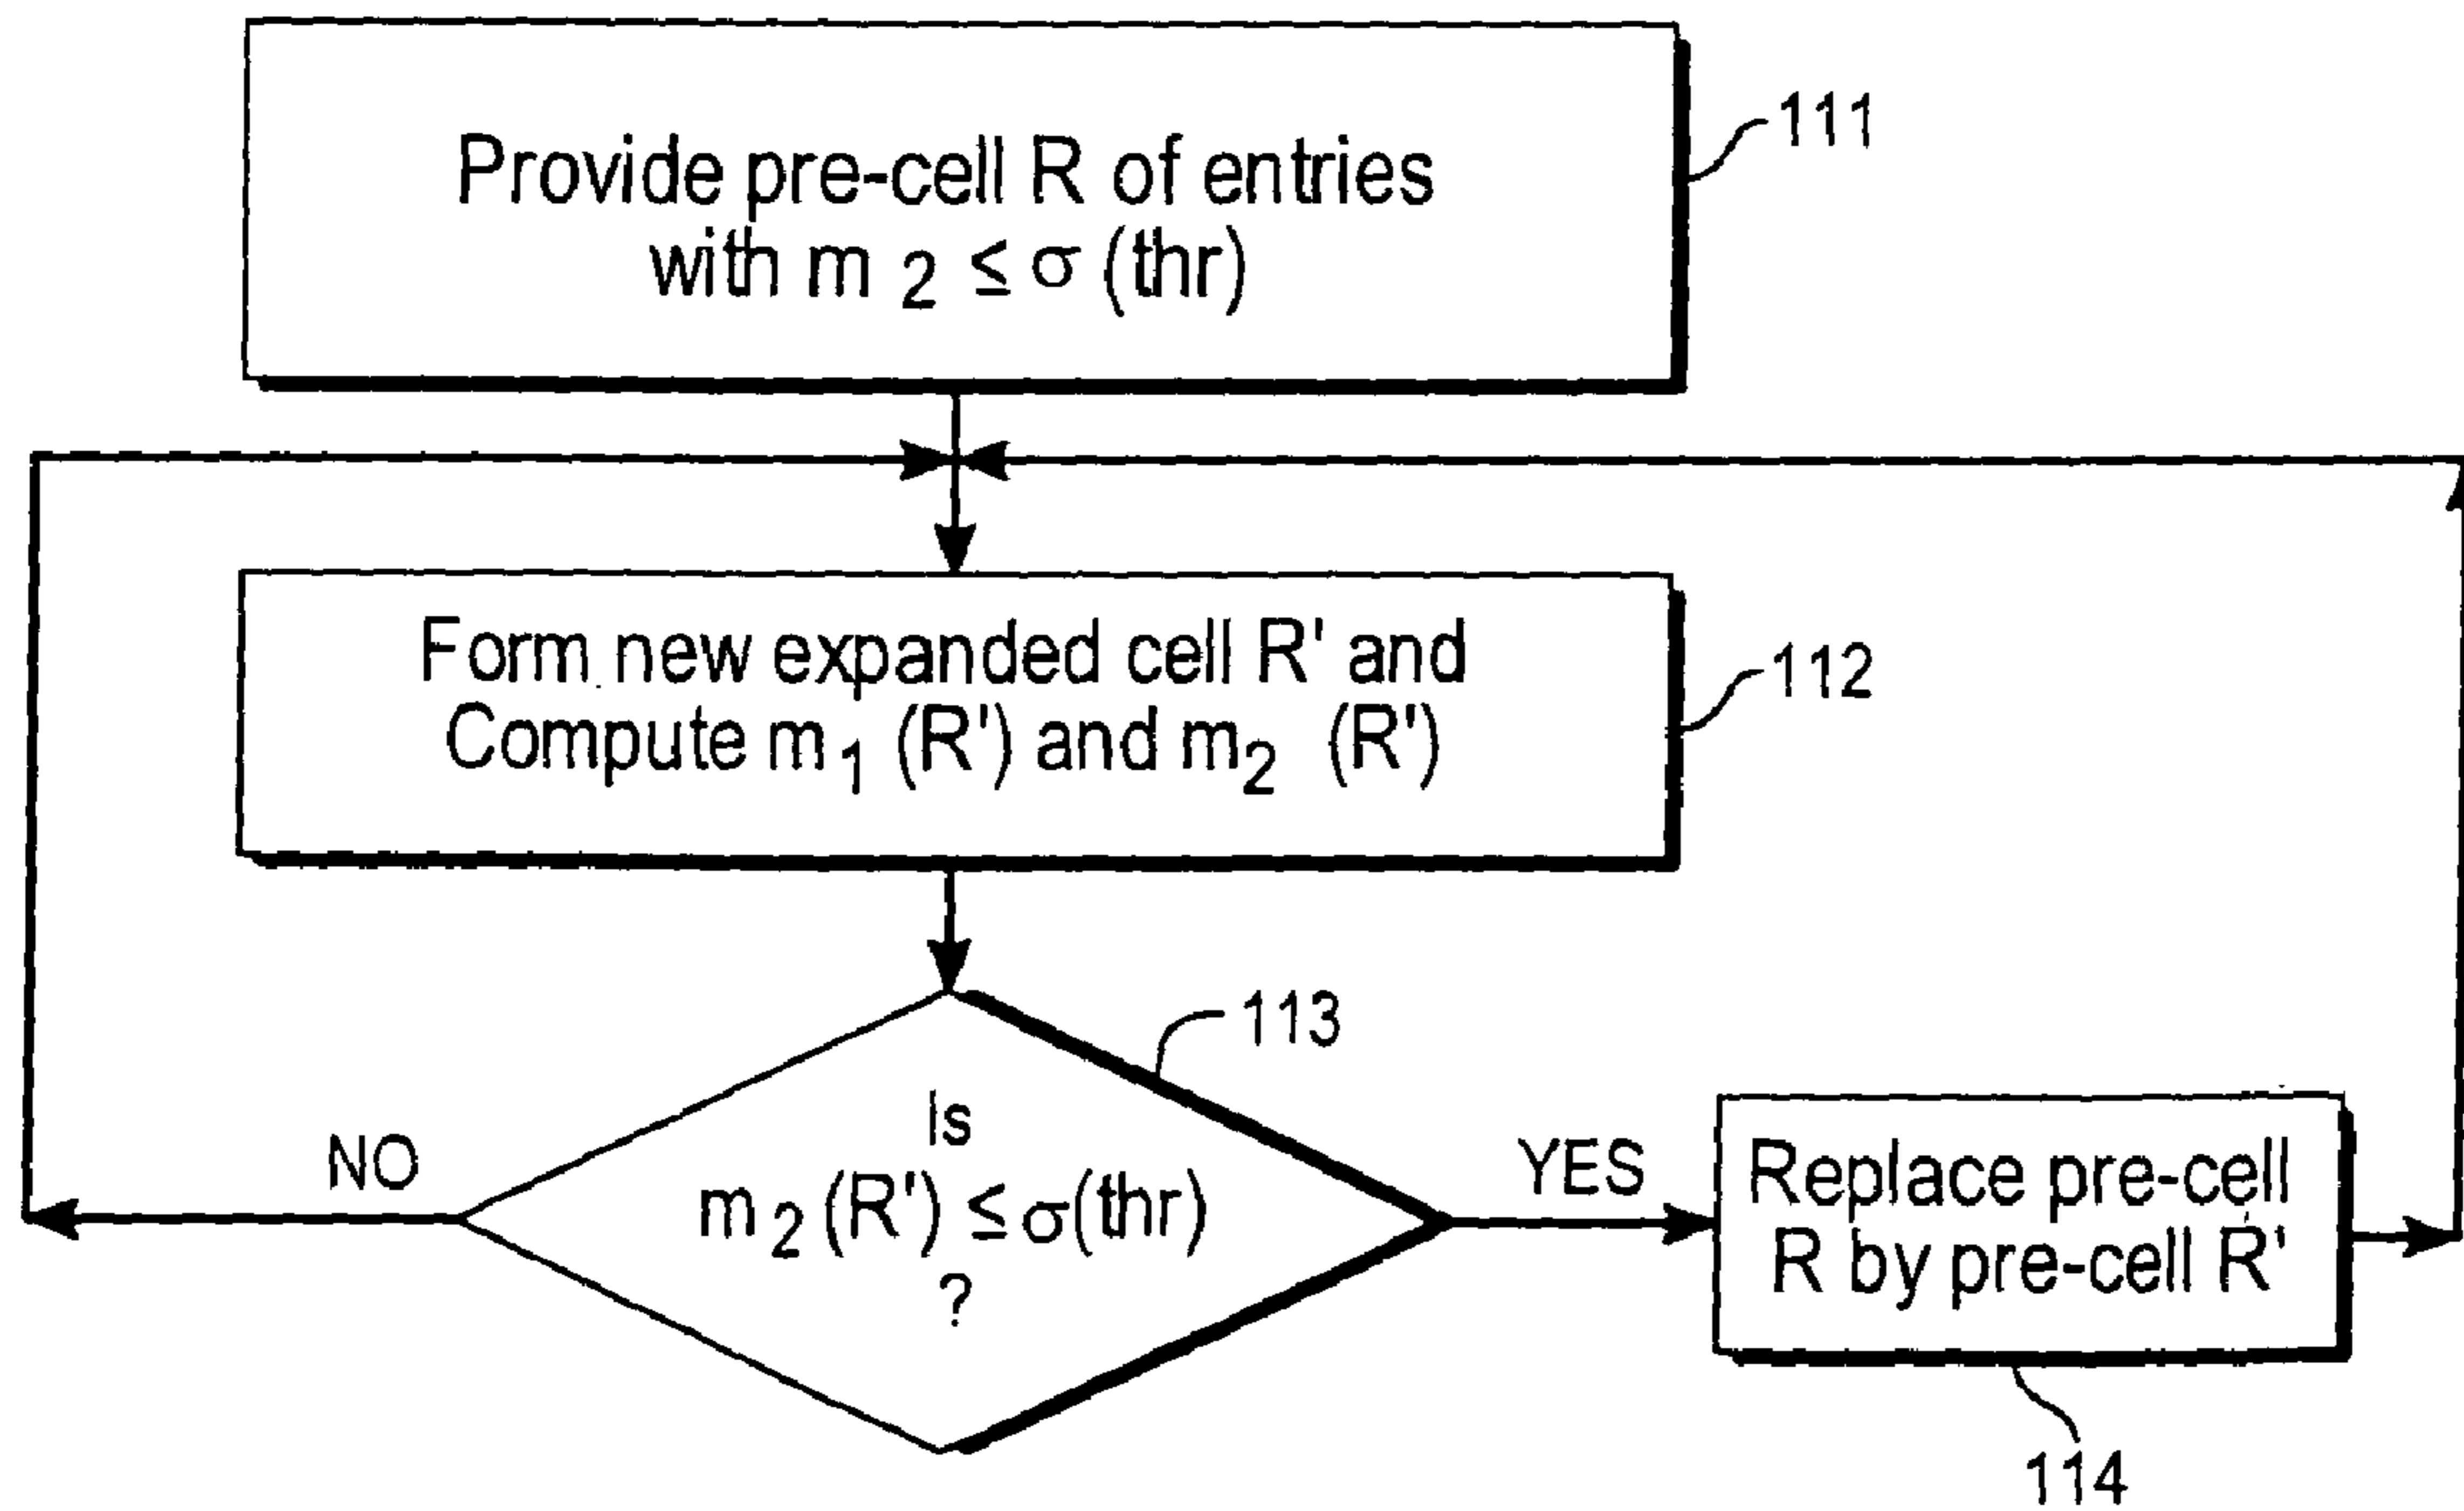 Provide pre-cell R of entries
with m 2 ≤ σ (thr)
111
Form new expanded cell R' and
Compute m 1 (R') and m 2 (R')
112
113
Is
m 2 (R') ≤ σ(thr)
?
NO
YES
Replace pre-cell
R by pre-cell R'
114